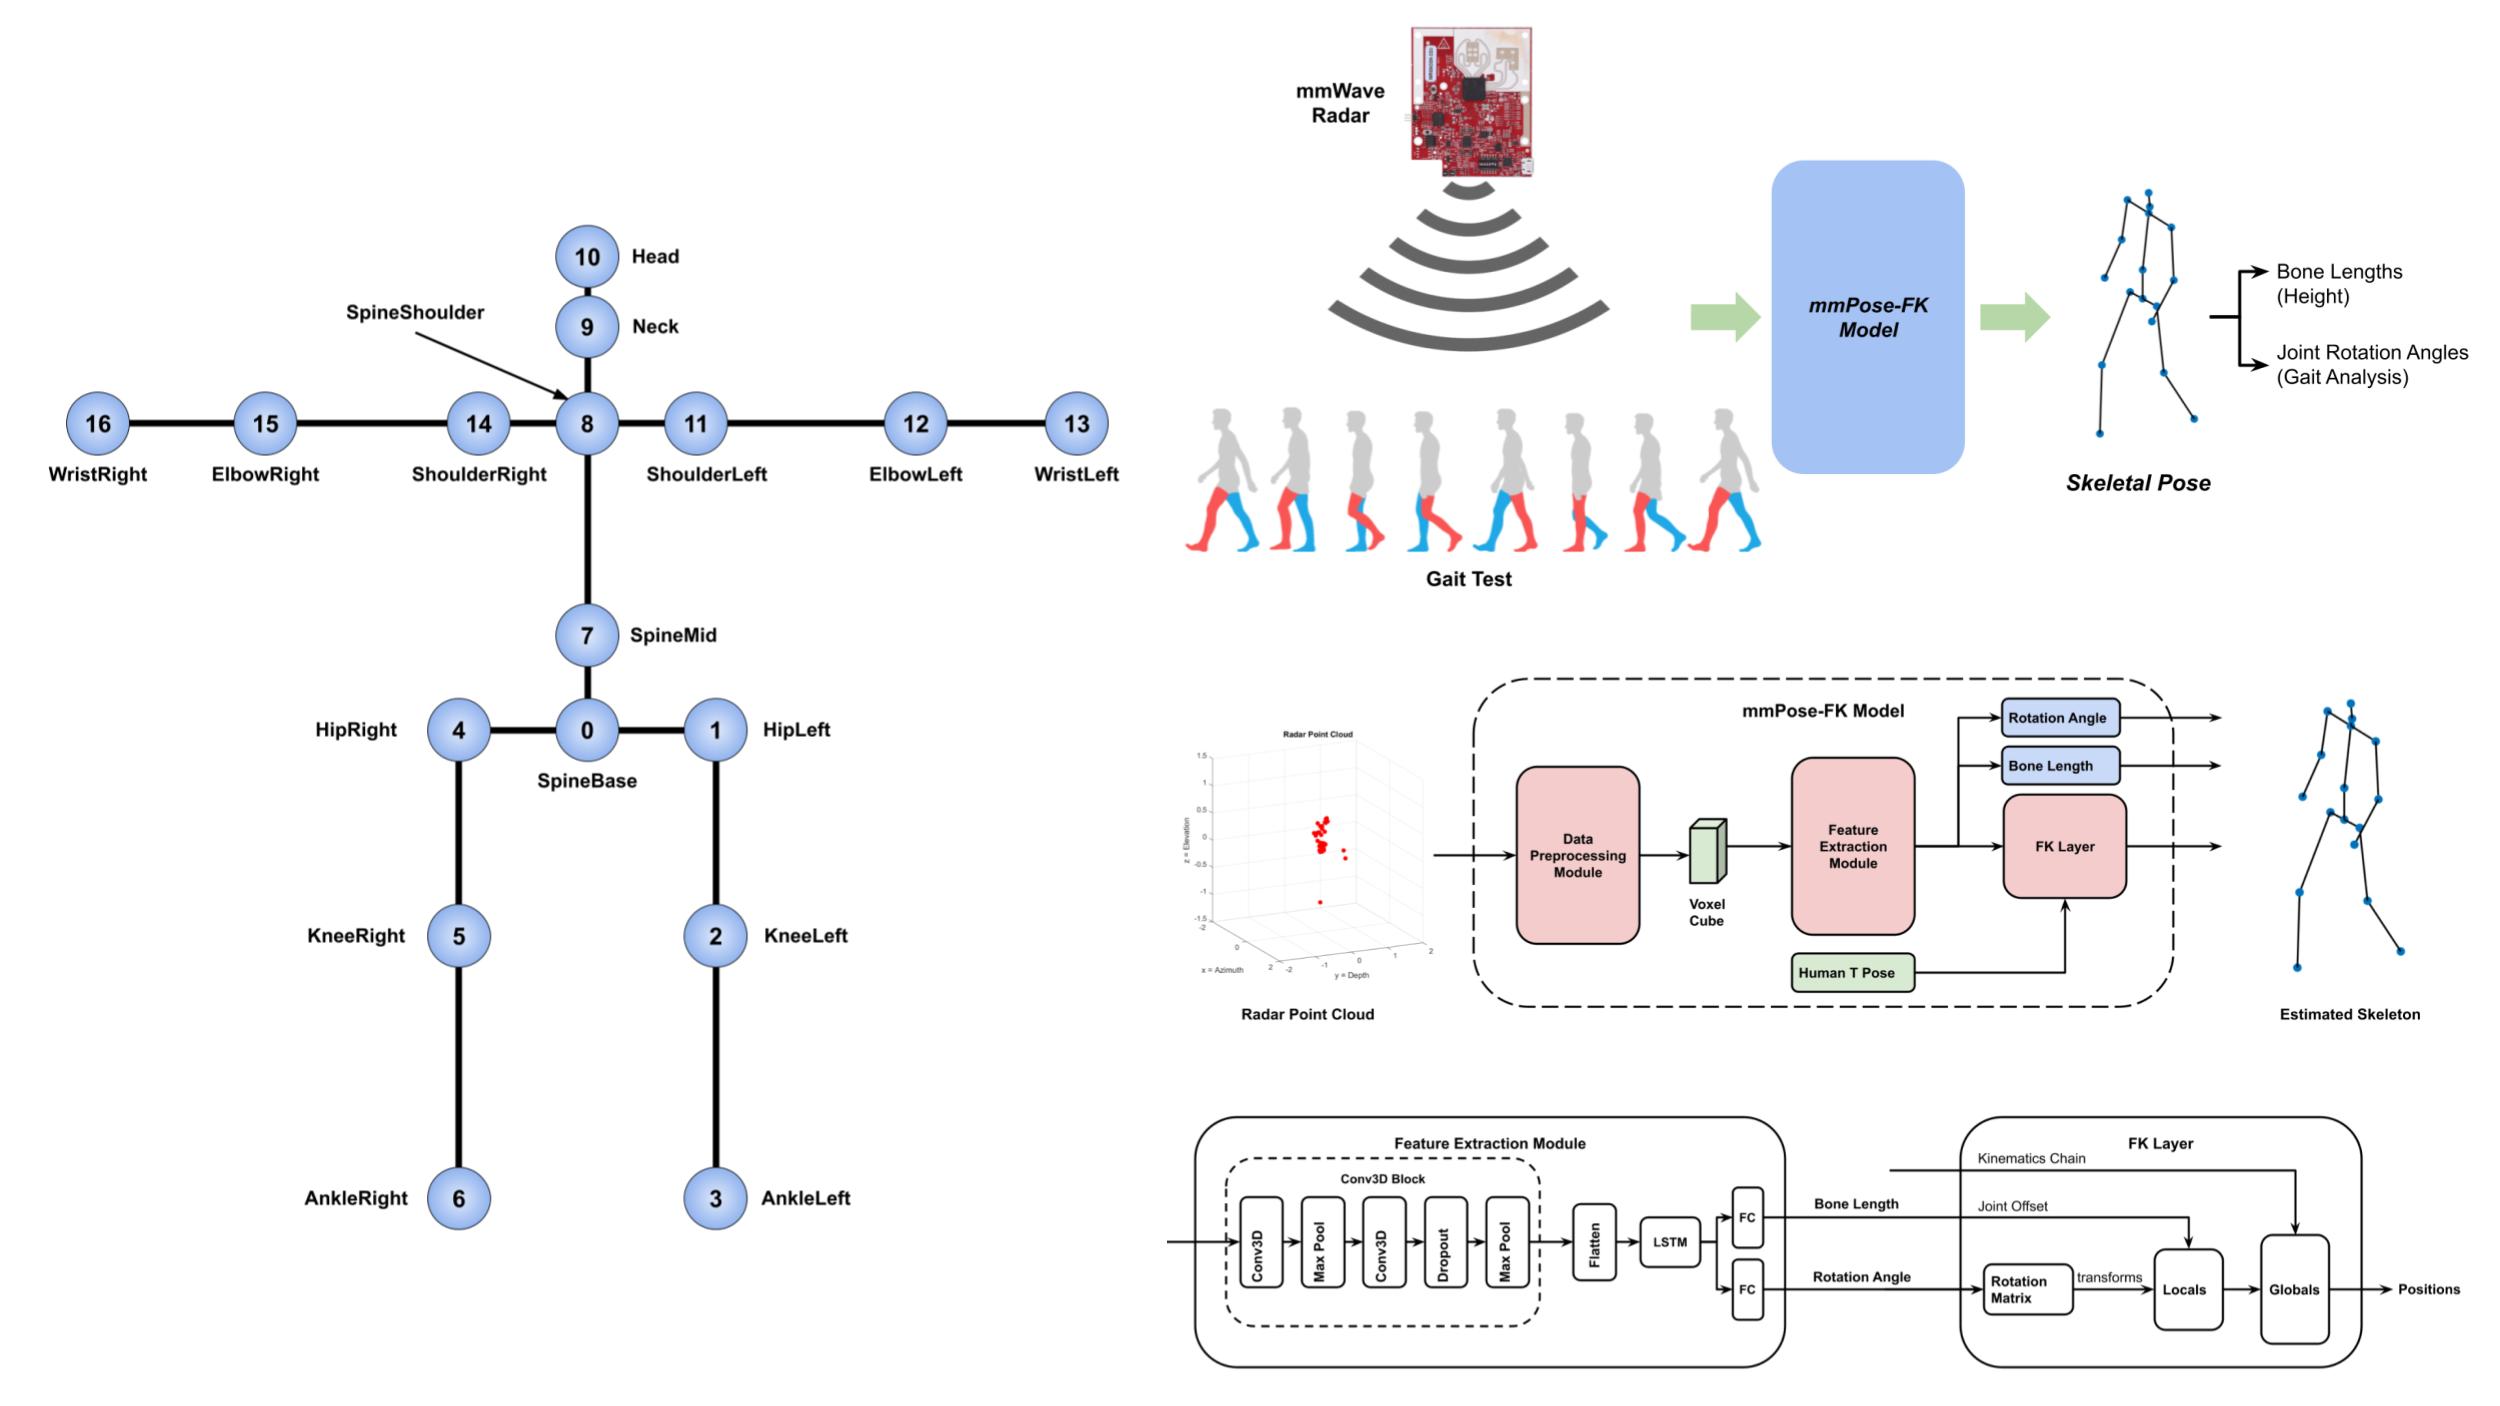 10
Head
SpineShoulder
9
Neck
16
15
14
8
11
12
13
WristRight
ElbowRight
ShoulderRight
ShoulderLeft
ElbowLeft
WristLeft
7
SpineMid
HipRight
4
0
1
HipLeft
SpineBase
KneeRight
5
2
KneeLeft
AnkleRight
6
3
AnkleLeft
mmWave
Radar
mmPose-FK
Model
Bone Lengths
(Height)
Joint Rotation Angles
(Gait Analysis)
Skeletal Pose
Gait Test
Radar Point Cloud
1.5
1
0.5
0
-0.5
-1
-1.5
z = Elevation
-2
0
2
x = Azimuth
-2
-1
0
1
2
y = Depth
Radar Point Cloud
mmPose-FK Model
Data
Preprocessing
Module
Voxel
Cube
Feature
Extraction
Module
Rotation Angle
Bone Length
FK Layer
Human T Pose
Estimated Skeleton
Feature Extraction Module
Conv3D Block
Conv3D
Max Pool
Conv3D
Dropout
Max Pool
Flatten
LSTM
FC
FC
Bone Length
Rotation Angle
FK Layer
Kinematics Chain
Joint Offset
Rotation
Matrix
transforms
Locals
Globals
Positions